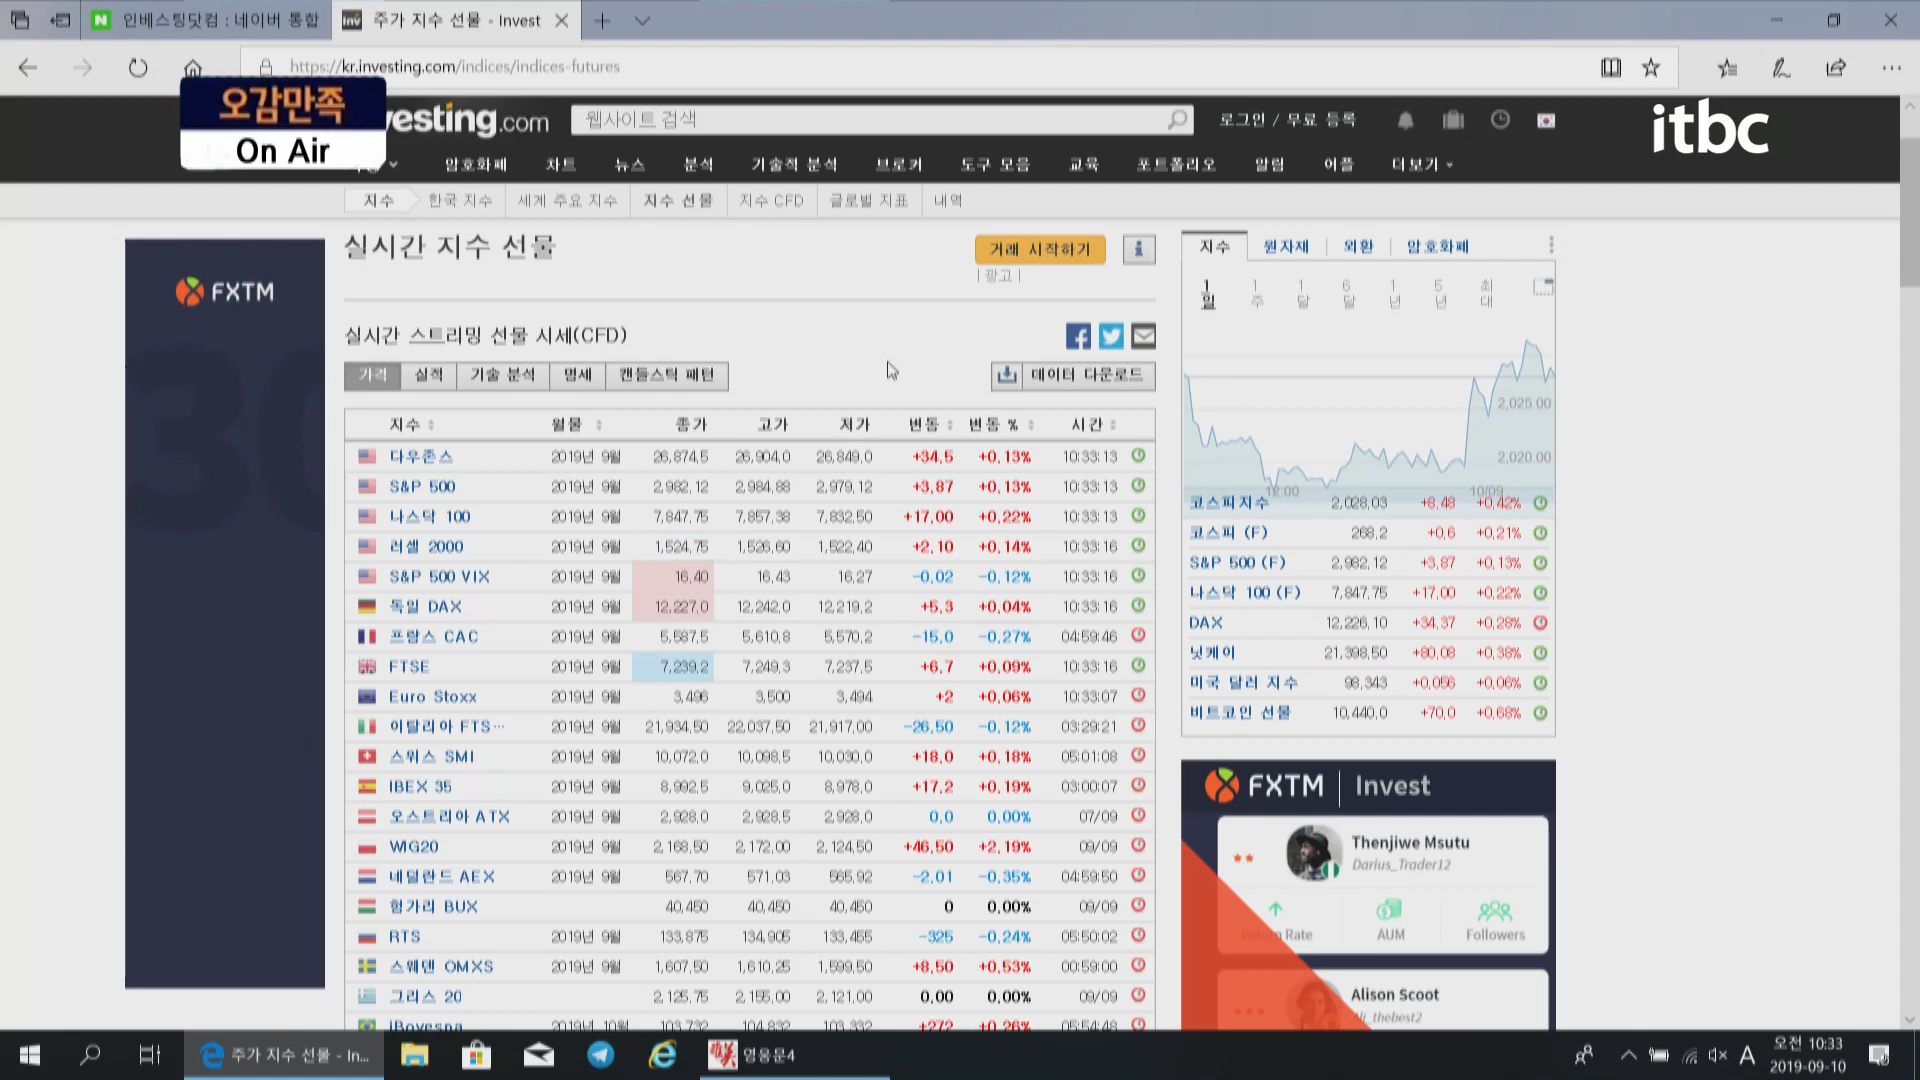 인베스팅닷컴 : 네이버 통합
주가 지수 선물 - Invest
https://kr.investing.com/indices/indices-futures
오감만족
On Air
vesting.com
웹사이트 검색
로그인 / 무료 등록
itbc
암호화폐 차트 뉴스 분석 기술적 분석 브로커 도구 모음 교육 포트폴리오 알림 어플 더보기
지수 한국 지수 세계 주요 지수 지수 선물 지수 CFD 글로벌 지표 내역
FXTM
실시간 지수 선물
거래 시작하기
| 광고 |
실시간 스트리밍 선물 시세(CFD)
가격 실적 기술 분석 명세 캔들스틱 패턴
데이터 다운로드
지수 월물 종가 고가 저가 변동 변동 % 시간
다우존스 2019년 9월 26,874,5 26,904,0 26,849,0 +34,5 +0,13% 10:33:13
S&P 500 2019년 9월 2,982,12 2,984,88 2,979,12 +3,87 +0,13% 10:33:13
나스닥 100 2019년 9월 7,847,75 7,857,38 7,832,50 +17,00 +0,22% 10:33:13
러셀 2000 2019년 9월 1,524,75 1,526,60 1,522,40 +2,10 +0,14% 10:33:16
S&P 500 VIX 2019년 9월 16,40 16,43 16,27 -0,02 -0,12% 10:33:16
독일 DAX 2019년 9월 12,227,0 12,242,0 12,219,2 +5,3 +0,04% 10:33:16
프랑스 CAC 2019년 9월 5,587,5 5,610,8 5,570,2 -15,0 -0,27% 04:59:46
FTSE 2019년 9월 7,239,2 7,249,3 7,237,5 +6,7 +0,09% 10:33:16
Euro Stoxx 2019년 9월 3,496 3,500 3,494 +2 +0,06% 10:33:07
이탈리아 FTS… 2019년 9월 21,934,50 22,037,50 21,917,00 -26,50 -0,12% 03:29:21
스위스 SMI 2019년 9월 10,072,0 10,098,5 10,030,0 +18,0 +0,18% 05:01:08
IBEX 35 2019년 9월 8,992,5 9,025,0 8,978,0 +17,2 +0,19% 03:00:07
오스트리아 ATX 2019년 9월 2,928,0 2,928,5 2,928,0 0,0 0,00% 07/09
WIG20 2019년 9월 2,168,50 2,172,00 2,124,50 +46,50 +2,19% 09/09
네덜란드 AEX 2019년 9월 567,70 571,03 565,92 -2,01 -0,35% 04:59:50
헝가리 BUX 40,450 40,450 40,450 0 0,00% 09/09
RTS 2019년 9월 133,875 134,905 133,455 -325 -0,24% 05:50:02
스웨덴 OMXS 2019년 9월 1,607,50 1,610,25 1,599,50 +8,50 +0,53% 00:59:00
그리스 20 2,125,75 2,155,00 2,121,00 0,00 0,00% 09/09
iBovespa 2019년 10월 103,732 104,832 103,332 +272 +0,26% 05:54:48
지수 원자재 외환 암호화폐
1일 1주 1달 6달 1년 5년 최대
2,025.00
2,020.00
12:00 10/09
코스피지수 2,028,03 +8,48 +0,42%
코스피 (F) 268,2 +0,6 +0,21%
S&P 500 (F) 2,982,12 +3,87 +0,13%
나스닥 100 (F) 7,847,75 +17,00 +0,22%
DAX 12,226,10 +34,37 +0,28%
닛케이 21,398,50 +80,08 +0,38%
미국 달러 지수 98,343 +0,056 +0,06%
비트코인 선물 10,440,0 +70,0 +0,68%
FXTM | Invest
Thenjiwe Msutu
Darius_Trader12
Rate AUM Followers
Alison Scoot
thebest2
주가 지수 선물 - In...
영웅문4
A
오전 10:33
2019-09-10